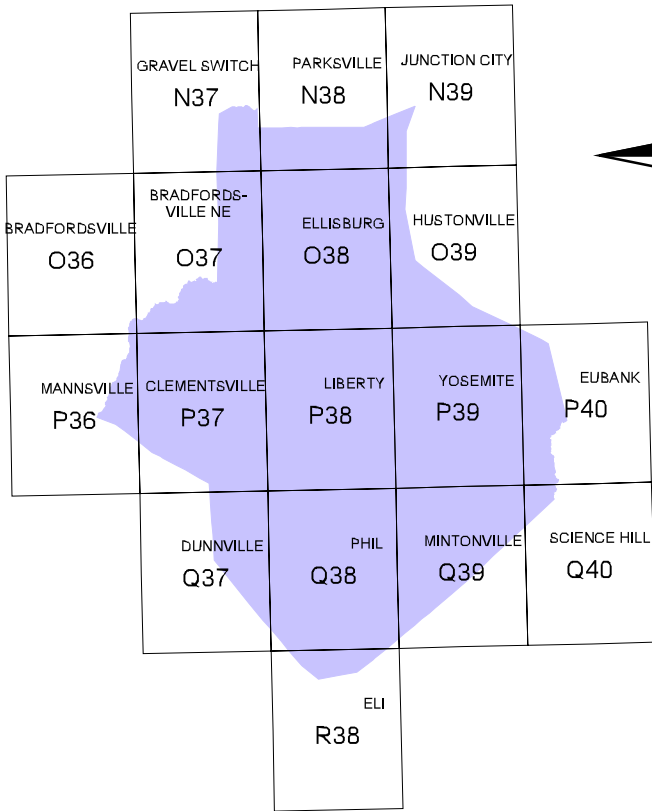 GRAVEL SWITCH
N37
PARKSVILLE
N38
JUNCTION CITY
N39
BRADFORDSVILLE
O36
BRADFORDS-
VILLE NE
O37
ELLISBURG
O38
HUSTONVILLE
O39
MANNSVILLE
P36
CLEMENTSVILLE
P37
LIBERTY
P38
YOSEMITE
P39
EUBANK
P40
DUNNVILLE
Q37
PHIL
Q38
MINTONVILLE
Q39
SCIENCE HILL
Q40
ELI
R38